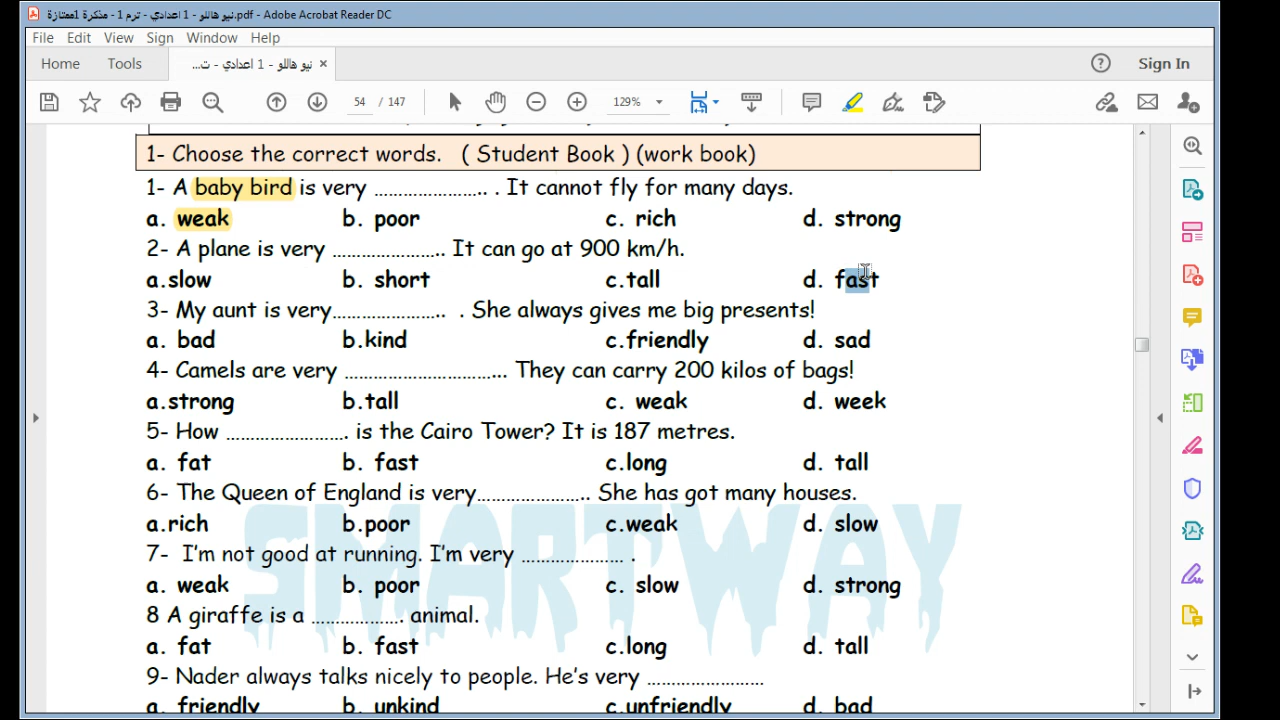 نيو هاللو - 1 اعدادي - ترم 1 - مذكرة 1ممتازة.pdf - Adobe Acrobat Reader DC
File Edit View Sign Window Help
Home Tools نيو هاللو - 1 اعدادي - ت... × Sign In
54 / 147 129%
1- Choose the correct words. ( Student Book ) (work book)
1- A baby bird is very ........................ . It cannot fly for many days.
a. weak b. poor c. rich d. strong
2- A plane is very ........................ It can go at 900 km/h.
a.slow b. short c.tall d. fast
3- My aunt is very........................ . She always gives me big presents!
a. bad b.kind c.friendly d. sad
4- Camels are very ................................ They can carry 200 kilos of bags!
a.strong b.tall c. weak d. week
5- How ........................ is the Cairo Tower? It is 187 metres.
a. fat b. fast c.long d. tall
6- The Queen of England is very........................ She has got many houses.
a.rich b.poor c.weak d. slow
7- I'm not good at running. I'm very ..................... .
a. weak b. poor c. slow d. strong
8 A giraffe is a ................... animal.
a. fat b. fast c.long d. tall
9- Nader always talks nicely to people. He's very ........................
a. friendly b. unkind c.unfriendly d. bad
SMARTWAY